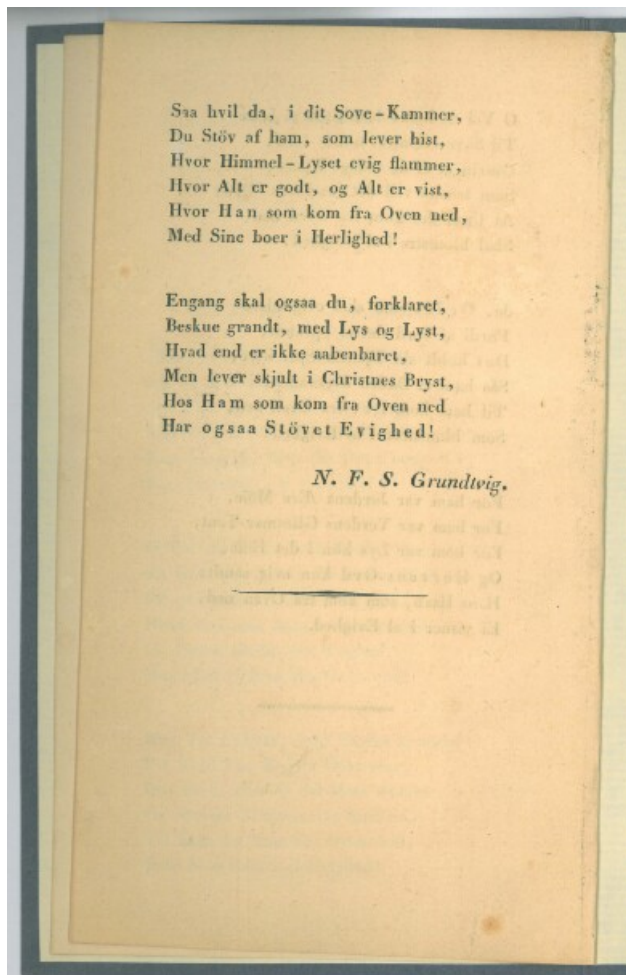 Saa hvil da, i dit Sove-Kammer,
Du Stöv af ham, som lever hist,
Hvor Himmel-Lyset evig flammer,
Hvor Alt er godt, og Alt er vist,
Hvor Han som kom fra Oven ned,
Med Sine boer i Herlighed!
Engang skal ogsaa du, forklaret,
Beskue grandt, med Lys og Lyst,
Hvad end er ikke aabenbaret,
Men lever skjult i Christnes Bryst,
Hos Ham som kom fra Oven ned
Har ogsaa Stövet Evighed!
N. F. S. Grundtvig.